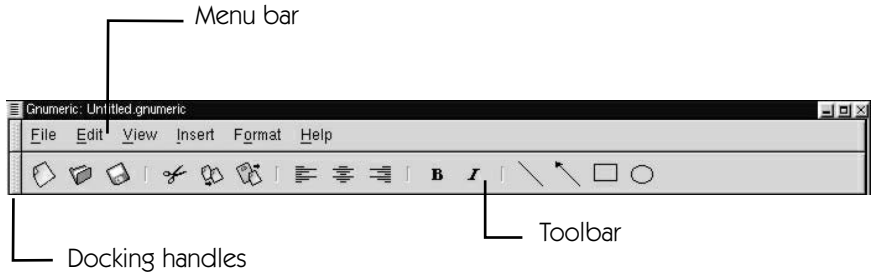 Menu bar
Gnumeric: Untitled.gnumeric
File Edit View Insert Format Help
B I
Toolbar
Docking handles